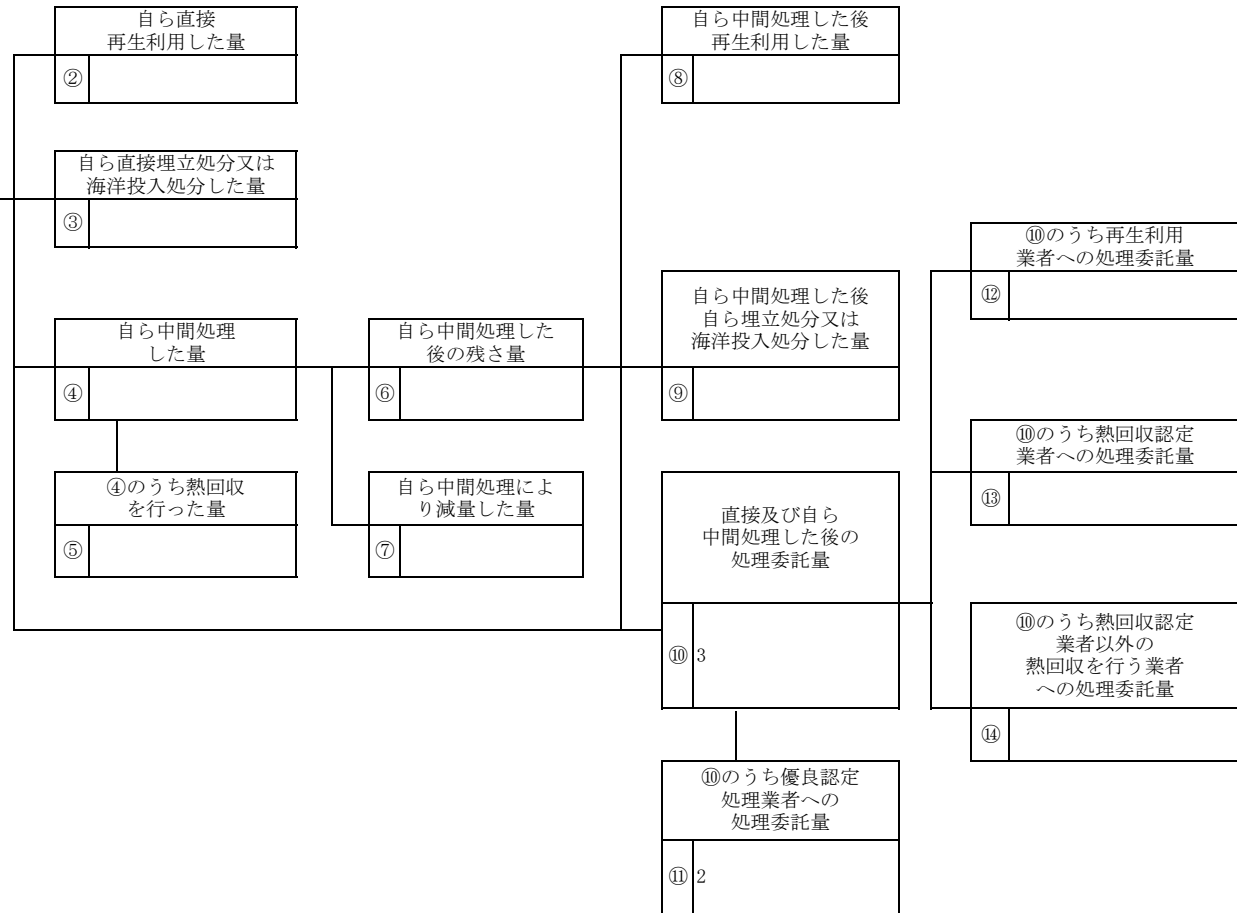 自ら直接
再生利用した量
②
自ら直接埋立処分又は
海洋投入処分した量
③
自ら中間処理
した量
④
④のうち熱回収
を行った量
⑤
自ら中間処理した
後の残さ量
⑥
自ら中間処理によ
り減量した量
⑦
自ら中間処理した後
再生利用した量
⑧
自ら中間処理した後
自ら埋立処分又は
海洋投入処分した量
⑨
直接及び自ら
中間処理した後の
処理委託量
⑩ 3
⑩のうち優良認定
処理業者への
処理委託量
⑪ 2
⑩のうち再生利用
業者への処理委託量
⑫
⑩のうち熱回収認定
業者への処理委託量
⑬
⑩のうち熱回収認定
業者以外の
熱回収を行う業者
への処理委託量
⑭